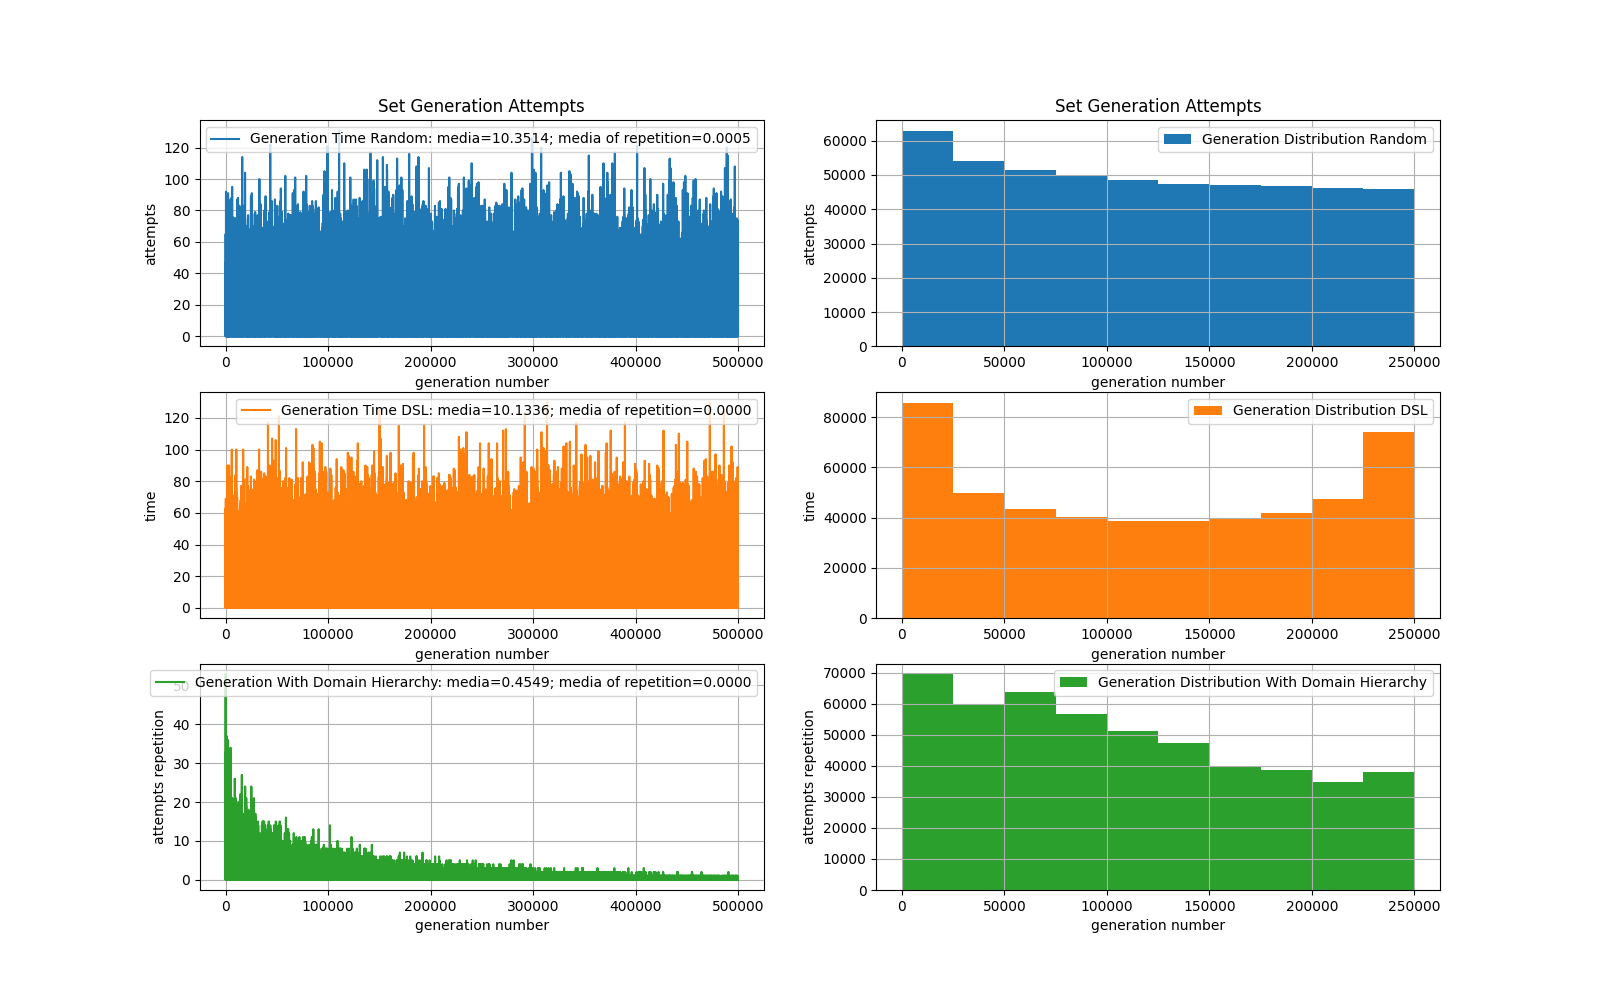 Set Generation Attempts
Generation Time Random: media=10.3514; media of repetition=0.0005
attempts
120
100
80
60
40
20
0
0 100000 200000 300000 400000 500000
generation number
Set Generation Attempts
Generation Distribution Random
attempts
60000
50000
40000
30000
20000
10000
0
0 50000 100000 150000 200000 250000
generation number
Generation Time DSL: media=10.1336; media of repetition=0.0000
time
120
100
80
60
40
20
0
0 100000 200000 300000 400000 500000
generation number
Generation Distribution DSL
time
80000
60000
40000
20000
0
0 50000 100000 150000 200000 250000
generation number
Generation With Domain Hierarchy: media=0.4549; media of repetition=0.0000
attempts repetition
50
40
30
20
10
0
0 100000 200000 300000 400000 500000
generation number
Generation Distribution With Domain Hierarchy
attempts repetition
70000
60000
50000
40000
30000
20000
10000
0
0 50000 100000 150000 200000 250000
generation number